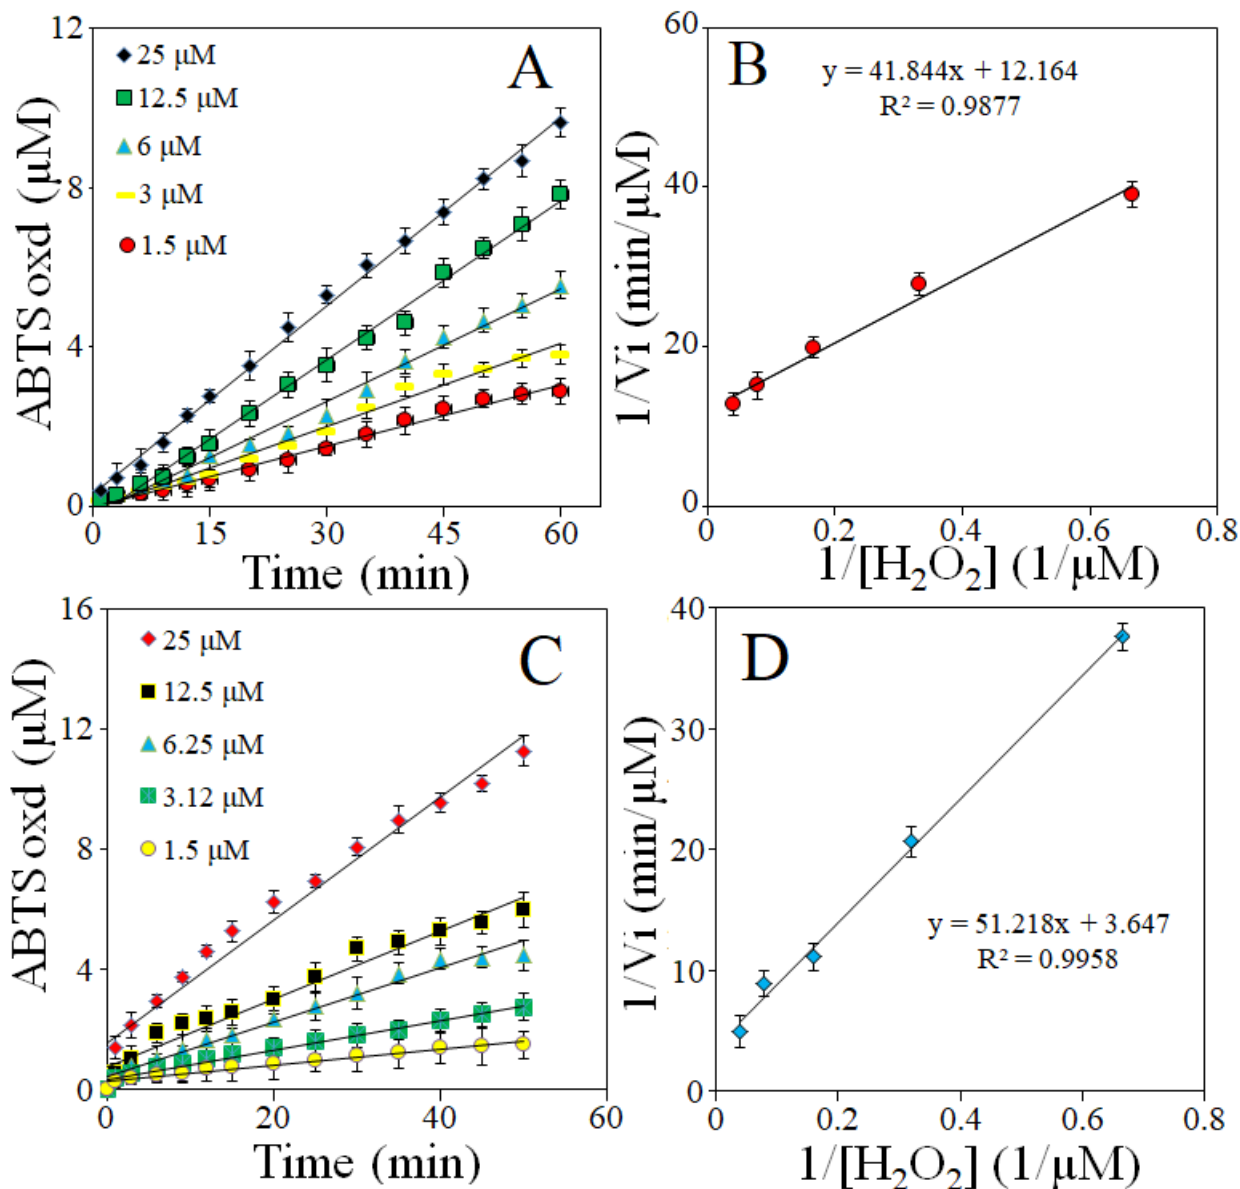 A
25 μM
12.5 μM
6 μM
3 μM
1.5 μM
ABTS oxd (μM)
12
8
4
0
0 15 30 45 60
Time (min)
B
y = 41.844x + 12.164
R² = 0.9877
1/Vi (min/μM)
60
40
20
0
0 0.2 0.4 0.6 0.8
1/[H₂O₂] (1/μM)
C
25 μM
12.5 μM
6.25 μM
3.12 μM
1.5 μM
ABTS oxd (μM)
16
12
8
4
0
0 20 40 60
Time (min)
D
y = 51.218x + 3.647
R² = 0.9958
1/Vi (min/μM)
40
30
20
10
0
0 0.2 0.4 0.6 0.8
1/[H₂O₂] (1/μM)